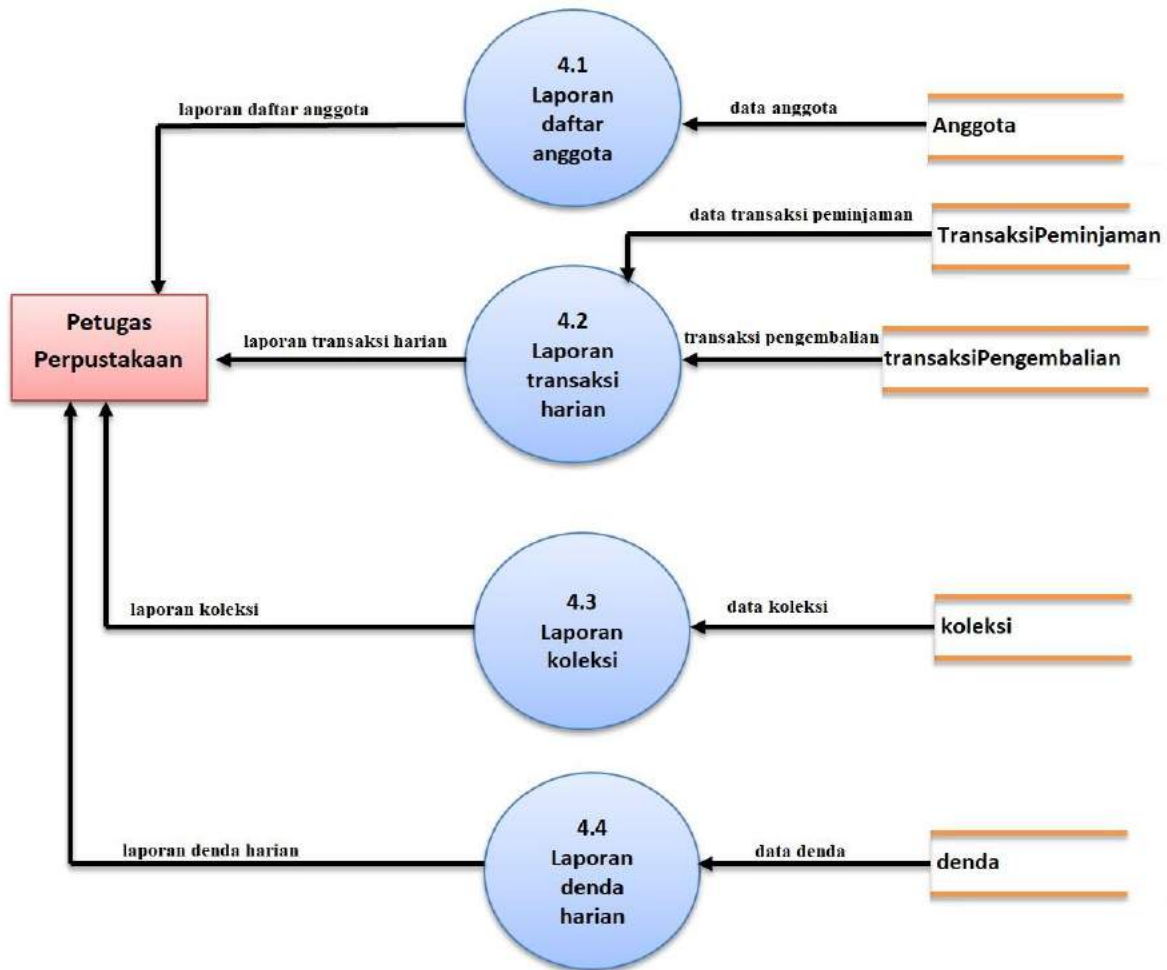 4.1
Laporan
daftar
anggota
laporan daftar anggota
data anggota
Anggota
data transaksi peminjaman
TransaksiPeminjaman
Petugas
Perpustakaan
laporan transaksi harian
4.2
Laporan
transaksi
harian
transaksi pengembalian
transaksiPengembalian
laporan koleksi
4.3
Laporan
koleksi
data koleksi
koleksi
laporan denda harian
4.4
Laporan
denda
harian
data denda
denda